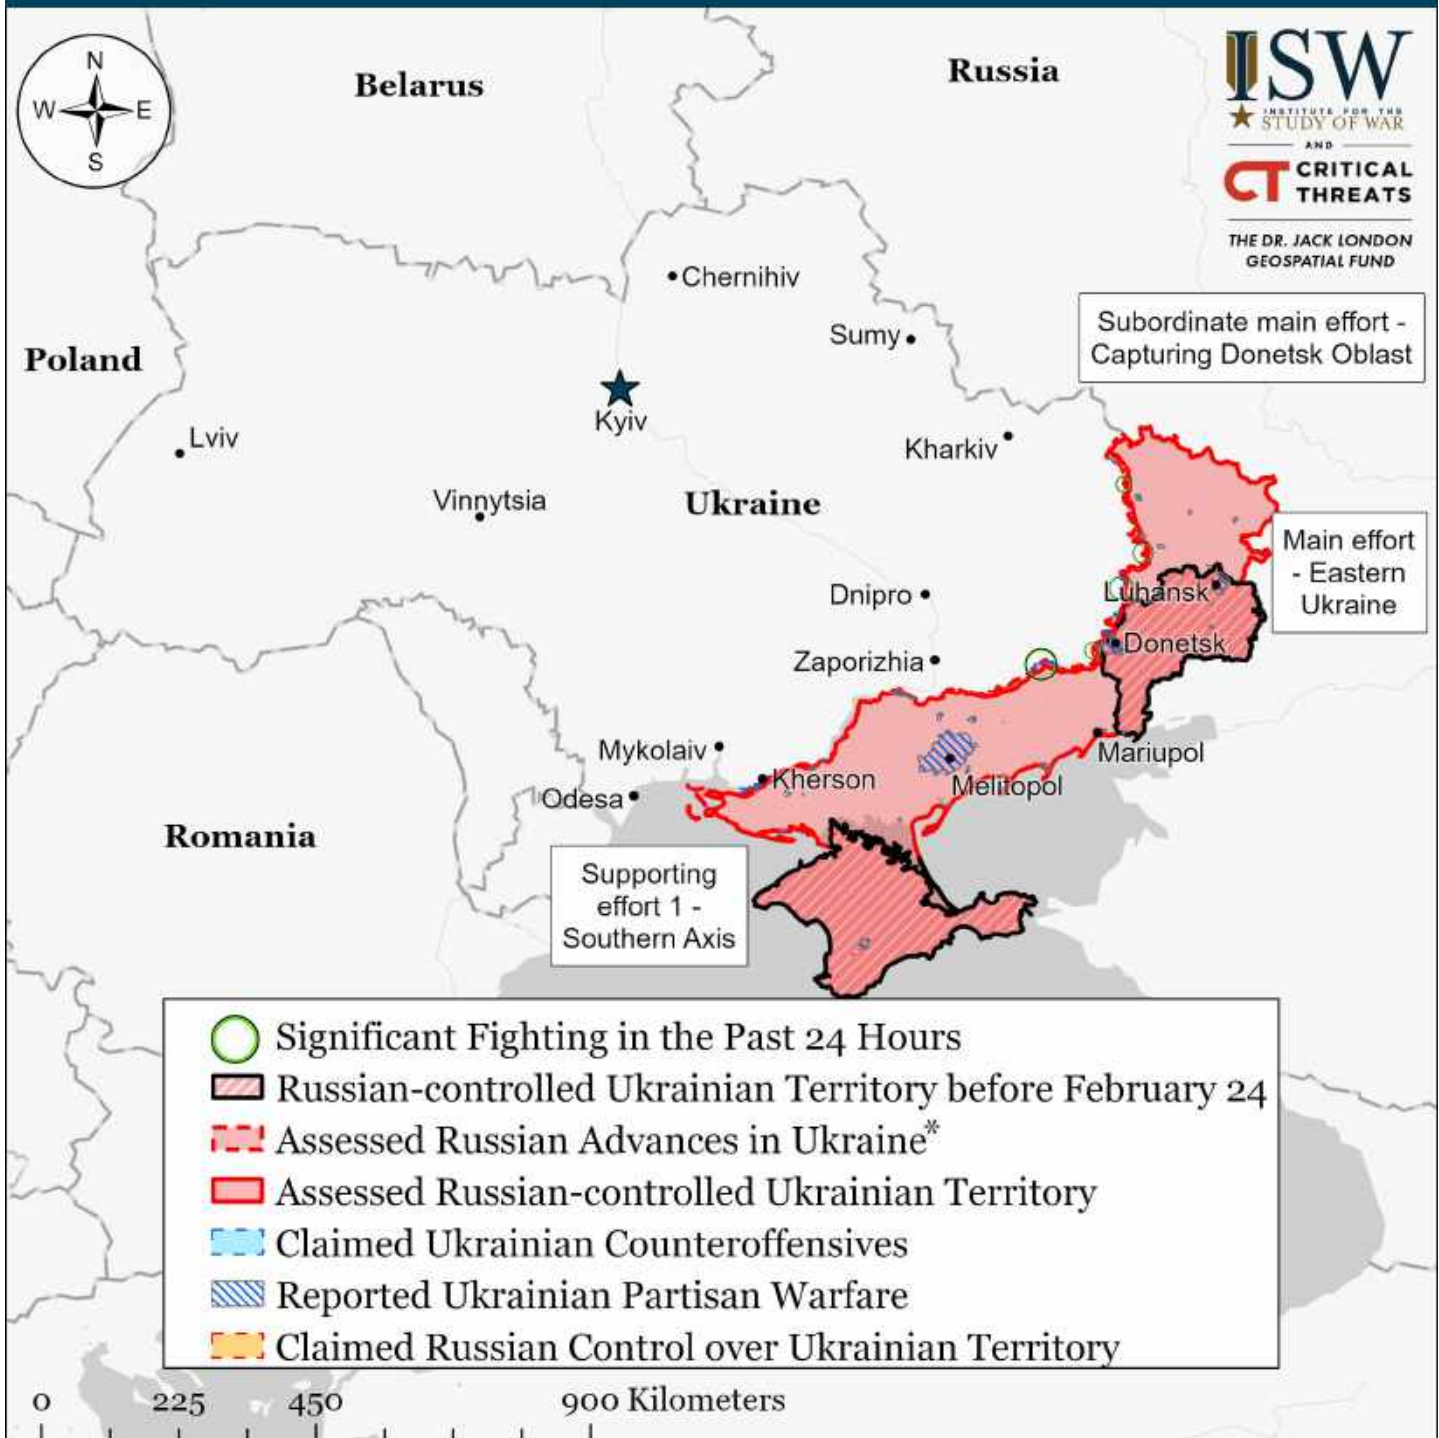 N
W
E
S
Belarus
Russia
ISW
INSTITUTE FOR THE
STUDY OF WAR
AND
CT CRITICAL
THREATS
THE DR. JACK LONDON
GEOSPATIAL FUND
Chernihiv
Subordinate main effort -
Capturing Donetsk Oblast
Sumy
Poland
Kyiv
Lviv
Kharkiv
Vinnytsia
Ukraine
Main effort
- Eastern
Ukraine
Dnipro
Luhansk
Donetsk
Zaporizhia
Mykolaiv
Mariupol
Kherson
Melitopol
Odesa
Romania
Supporting
effort 1 -
Southern Axis
Significant Fighting in the Past 24 Hours
Russian-controlled Ukrainian Territory before February 24
Assessed Russian Advances in Ukraine*
Assessed Russian-controlled Ukrainian Territory
Claimed Ukrainian Counteroffensives
Reported Ukrainian Partisan Warfare
Claimed Russian Control over Ukrainian Territory
0 225 450 900 Kilometers